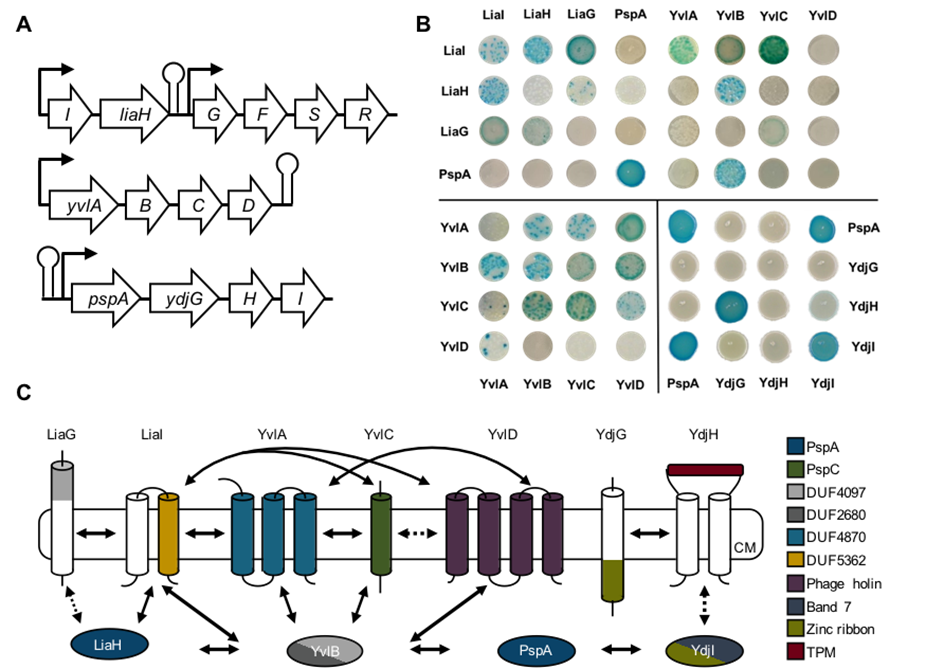 A
I liaH G F S R
yvlA B C D
pspA ydjG H I
B
LiaI LiaH LiaG PspA YvlA YvlB YvlC YvlD
LiaI
LiaH
LiaG
PspA
YvlA PspA
YvlB YdjG
YvlC YdjH
YvlD YdjI
YvlA YvlB YvlC YvlD PspA YdjG YdjH YdjI
C
LiaG LiaI YvlA YvlC YvlD YdjG YdjH
CM
LiaH YvlB PspA YdjI
PspA
PspC
DUF4097
DUF2680
DUF4870
DUF5362
Phage holin
Band 7
Zinc ribbon
TPM